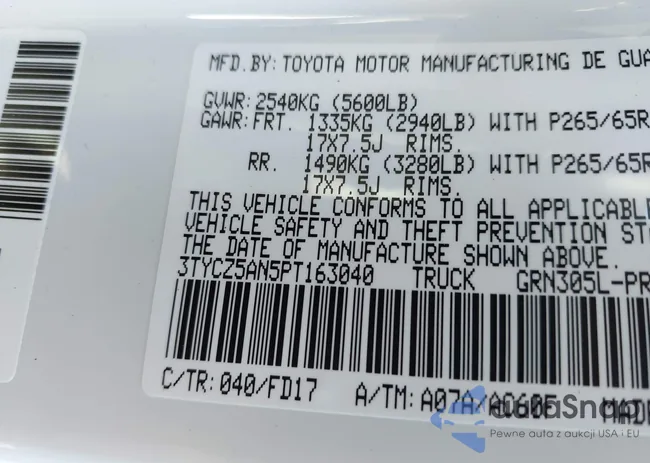 MFD.BY: TOYOTA MOTOR MANUFACTURING DE GUA
GVWR: 2540KG (5600LB)
GAWR: FRT. 1335KG (2940LB) WITH P265/65R
17X7.5J RIMS.
RR. 1490KG (3280LB) WITH P265/65R
17X7.5J RIMS.
THIS VEHICLE CONFORMS TO ALL APPLICABLE
VEHICLE SAFETY AND THEFT PREVENTION ST
THE DATE OF MANUFACTURE SHOWN ABOVE.
3TYCZ5AN5PT163040 TRUCK GRN305L-PR
C/TR: 040/FD17 A/TM: A07A/AC60F MADE
autaSnap
Pewne auta z aukcji USA i EU